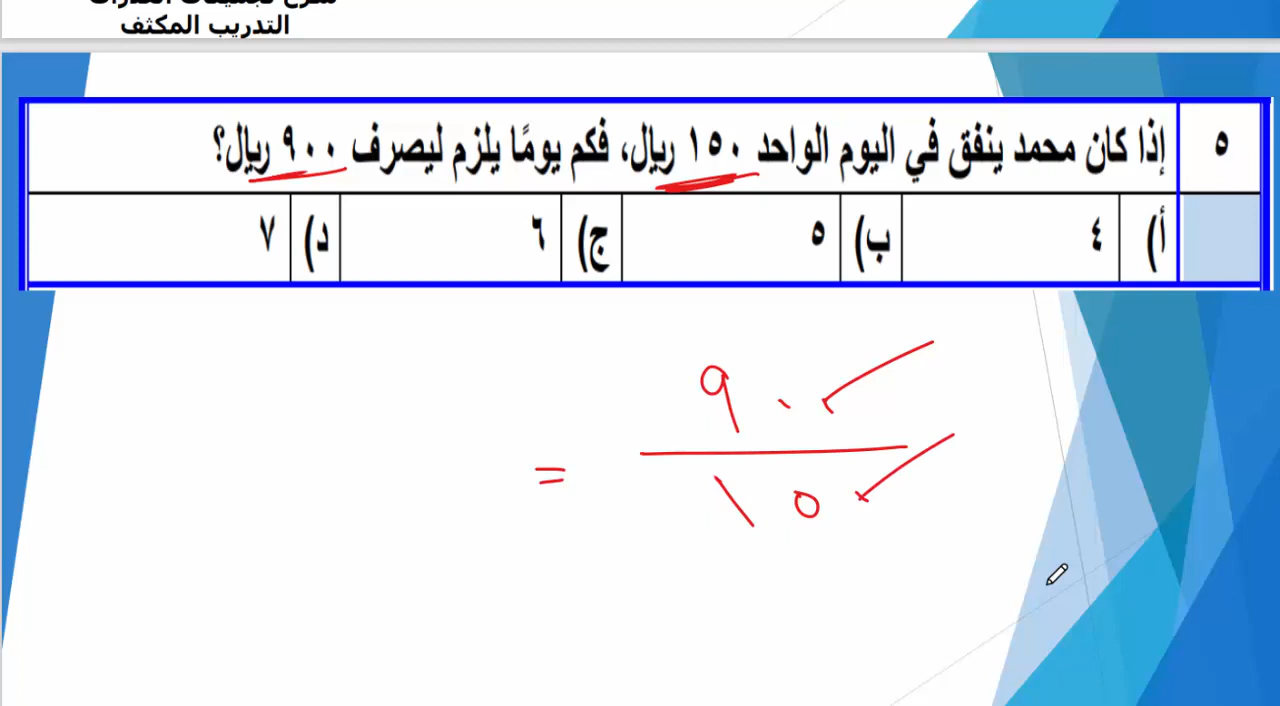 التدريب المكثف
٥ إذا كان محمد ينفق في اليوم الواحد ١٥٠ ريال، فكم يومًا يلزم ليصرف ٩٠٠ ريال؟
أ) ٤ ب) ٥ ج) ٦ د) ٧
٩٠٠
=
١٥٠